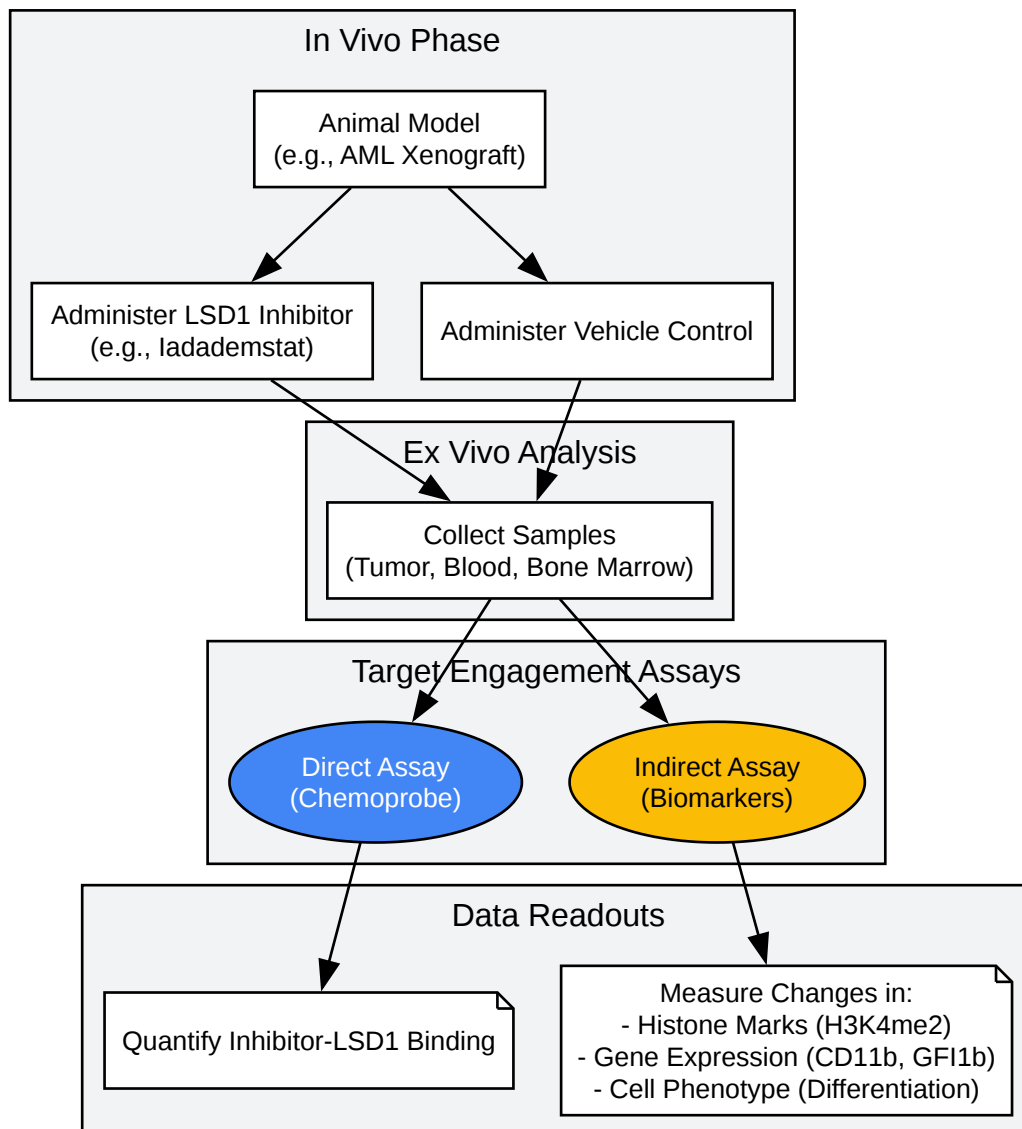 In Vivo Phase
Animal Model
(e.g., AML Xenograft)
Administer LSD1 Inhibitor
(e.g., Iadademstat)
Administer Vehicle Control
Ex Vivo Analysis
Collect Samples
(Tumor, Blood, Bone Marrow)
Target Engagement Assays
Direct Assay
(Chemoprobe)
Indirect Assay
(Biomarkers)
Data Readouts
Quantify Inhibitor-LSD1 Binding
Measure Changes in:
- Histone Marks (H3K4me2)
- Gene Expression (CD11b, GFI1b)
- Cell Phenotype (Differentiation)